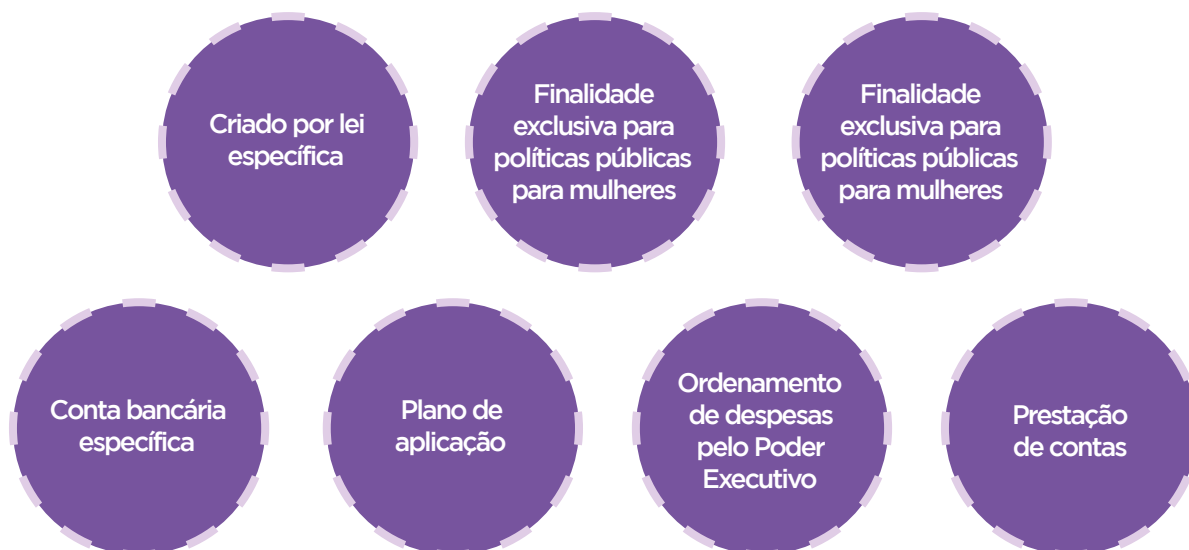 Criado por lei
específica
Finalidade
exclusiva para
políticas públicas
para mulheres
Finalidade
exclusiva para
políticas públicas
para mulheres
Conta bancária
específica
Plano de
aplicação
Ordenamento
de despesas
pelo Poder
Executivo
Prestação
de contas